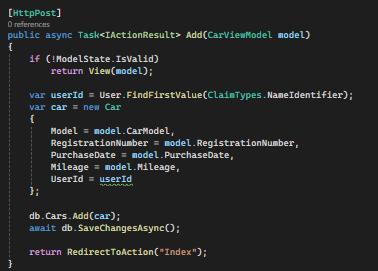 [HttpPost]
0 references
public async Task<IActionResult> Add(CarViewModel model)
{
    if (!ModelState.IsValid)
        return View(model);

    var userId = User.FindFirstValue(ClaimTypes.NameIdentifier);
    var car = new Car
    {
        Model = model.CarModel,
        RegistrationNumber = model.RegistrationNumber,
        PurchaseDate = model.PurchaseDate,
        Mileage = model.Mileage,
        UserId = userId
    };

    db.Cars.Add(car);
    await db.SaveChangesAsync();

    return RedirectToAction("Index");
}